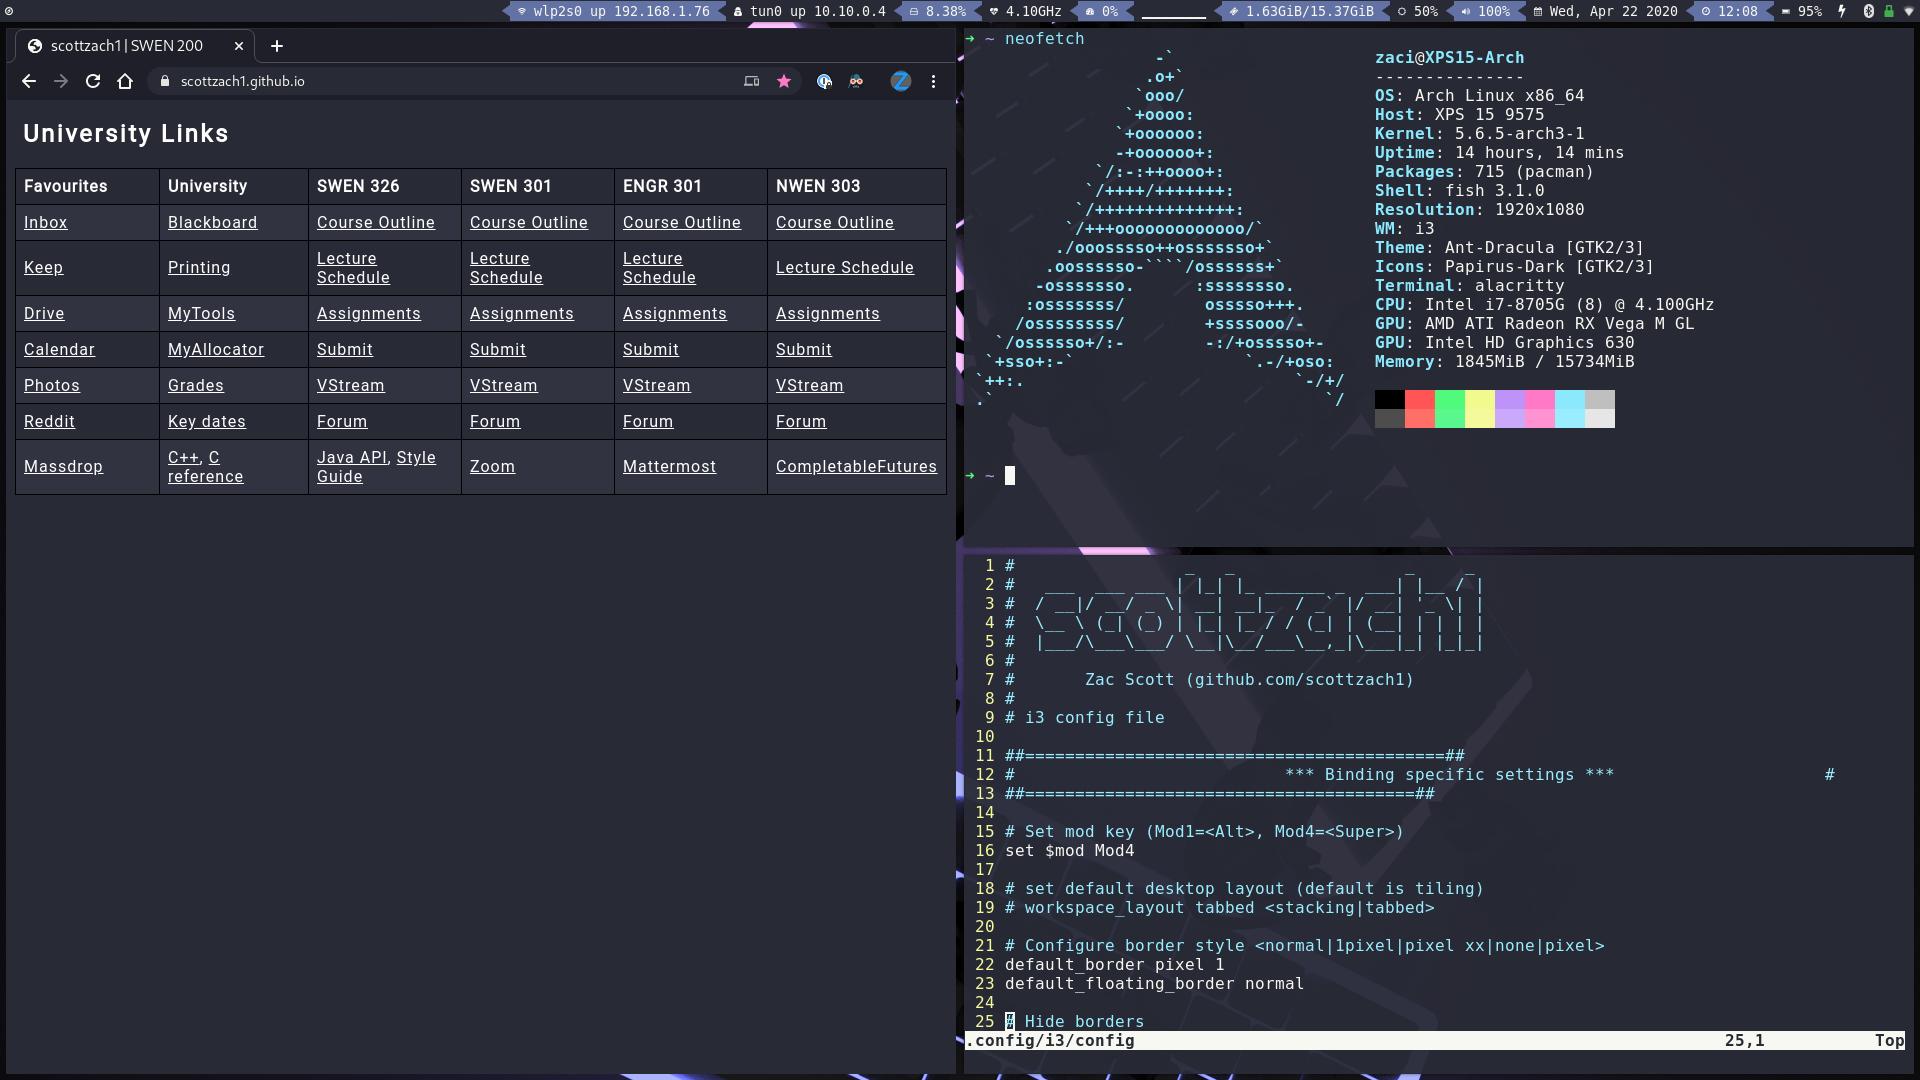 wlp2s0 up 192.168.1.76 tun0 up 10.10.0.4 8.38% 4.10GHz 0% 1.63GiB/15.37GiB 50% 100% Wed, Apr 22 2020 12:08 95%
scottzach1 | SWEN 200
scottzach1.github.io
University Links
Favourites University SWEN 326 SWEN 301 ENGR 301 NWEN 303
Inbox Blackboard Course Outline Course Outline Course Outline Course Outline
Keep Printing Lecture Schedule Lecture Schedule Lecture Schedule Lecture Schedule
Drive MyTools Assignments Assignments Assignments Assignments
Calendar MyAllocator Submit Submit Submit Submit
Photos Grades VStream VStream VStream VStream
Reddit Key dates Forum Forum Forum Forum
Massdrop C++, C reference Java API, Style Guide Zoom Mattermost CompletableFutures
➜ ~ neofetch
zaci@XPS15-Arch
---------------
OS: Arch Linux x86_64
Host: XPS 15 9575
Kernel: 5.6.5-arch3-1
Uptime: 14 hours, 14 mins
Packages: 715 (pacman)
Shell: fish 3.1.0
Resolution: 1920x1080
WM: i3
Theme: Ant-Dracula [GTK2/3]
Icons: Papirus-Dark [GTK2/3]
Terminal: alacritty
CPU: Intel i7-8705G (8) @ 4.100GHz
GPU: AMD ATI Radeon RX Vega M GL
GPU: Intel HD Graphics 630
Memory: 1845MiB / 15734MiB
➜ ~
1 #
2 #
3 #
4 #
5 #
scottzach1
6 #
7 # Zac Scott (github.com/scottzach1)
8 #
9 # i3 config file
10
11 ##==========================================##
12 # *** Binding specific settings *** #
13 ##=======================================##
14
15 # Set mod key (Mod1=<Alt>, Mod4=<Super>)
16 set $mod Mod4
17
18 # set default desktop layout (default is tiling)
19 # workspace_layout tabbed <stacking|tabbed>
20
21 # Configure border style <normal|1pixel|pixel xx|none|pixel>
22 default_border pixel 1
23 default_floating_border normal
24
25 # Hide borders
.config/i3/config 25,1 Top